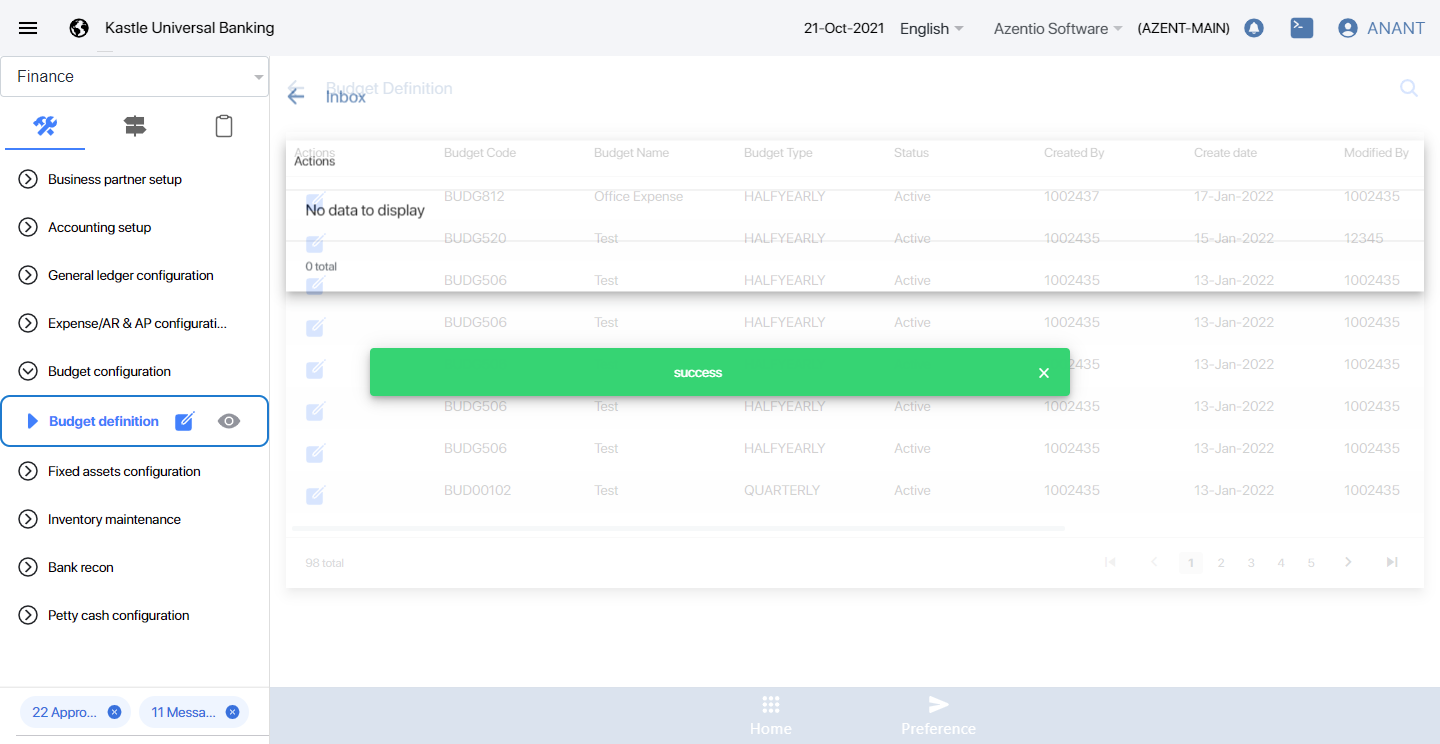 Kastle Universal Banking
21-Oct-2021 English Azentio Software (AZENT-MAIN) ANANT
Finance
Business partner setup
Accounting setup
General ledger configuration
Expense/AR & AP configurati...
Budget configuration
Budget definition
Fixed assets configuration
Inventory maintenance
Bank recon
Petty cash configuration
22 Appro... 11 Messa...
Budget Definition
Inbox
Actions Budget Code Budget Name Budget Type Status Created By Create date Modified By
Actions
BUDG812 Office Expense HALFYEARLY Active 1002437 17-Jan-2022 1002435
No data to display
BUDG520 Test HALFYEARLY Active 1002435 15-Jan-2022 12345
0 total
BUDG506 Test HALFYEARLY Active 1002435 13-Jan-2022 1002435
BUDG506 Test HALFYEARLY Active 1002435 13-Jan-2022 1002435
success
13-Jan-2022 1002435
BUDG506 Test HALFYEARLY Active 1002435 13-Jan-2022 1002435
BUDG506 Test HALFYEARLY Active 1002435 13-Jan-2022 1002435
BUD00102 Test QUARTERLY Active 1002435 13-Jan-2022 1002435
98 total 1 2 3 4 5
Home Preference